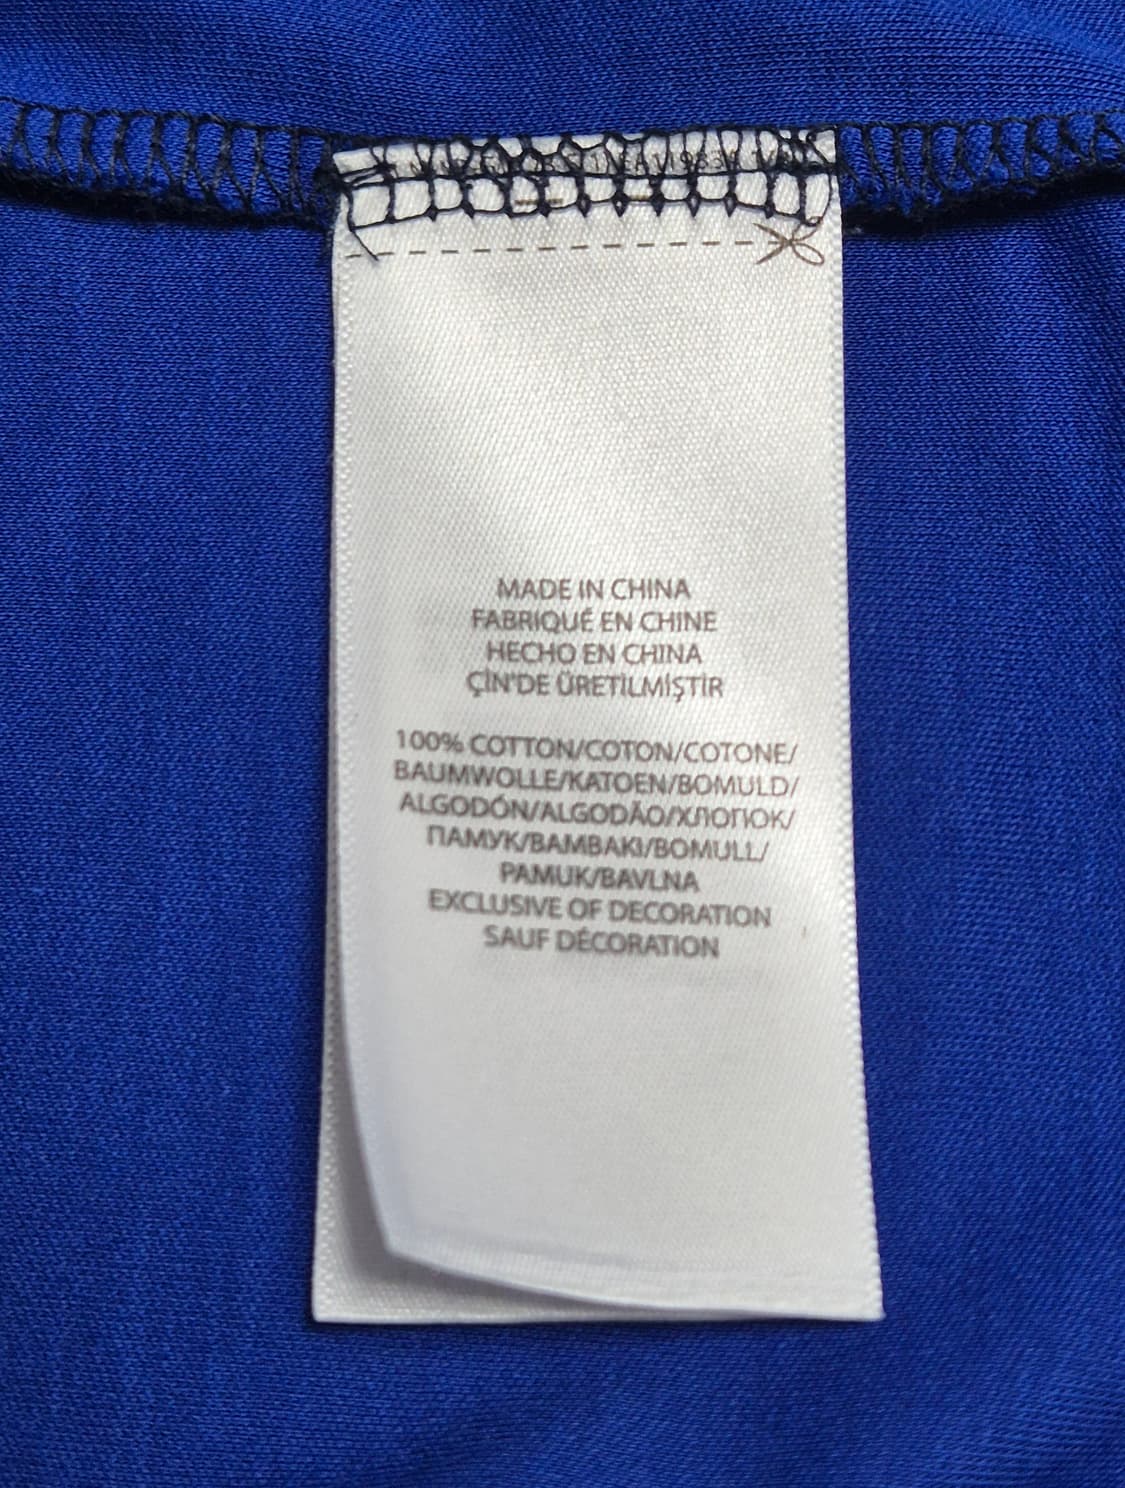 MADE IN CHINA
FABRIQUÉ EN CHINE
HECHO EN CHINA
ÇİN'DE ÜRETİLMİŞTİR
100% COTTON/COTON/COTONE/
BAUMWOLLE/KATOEN/BOMULD/
ALGODÓN/ALGODÃO/ХЛОПОК/
ПАМУК/BAMBAKI/BOMULL/
PAMUK/BAVLNA
EXCLUSIVE OF DECORATION
SAUF DÉCORATION